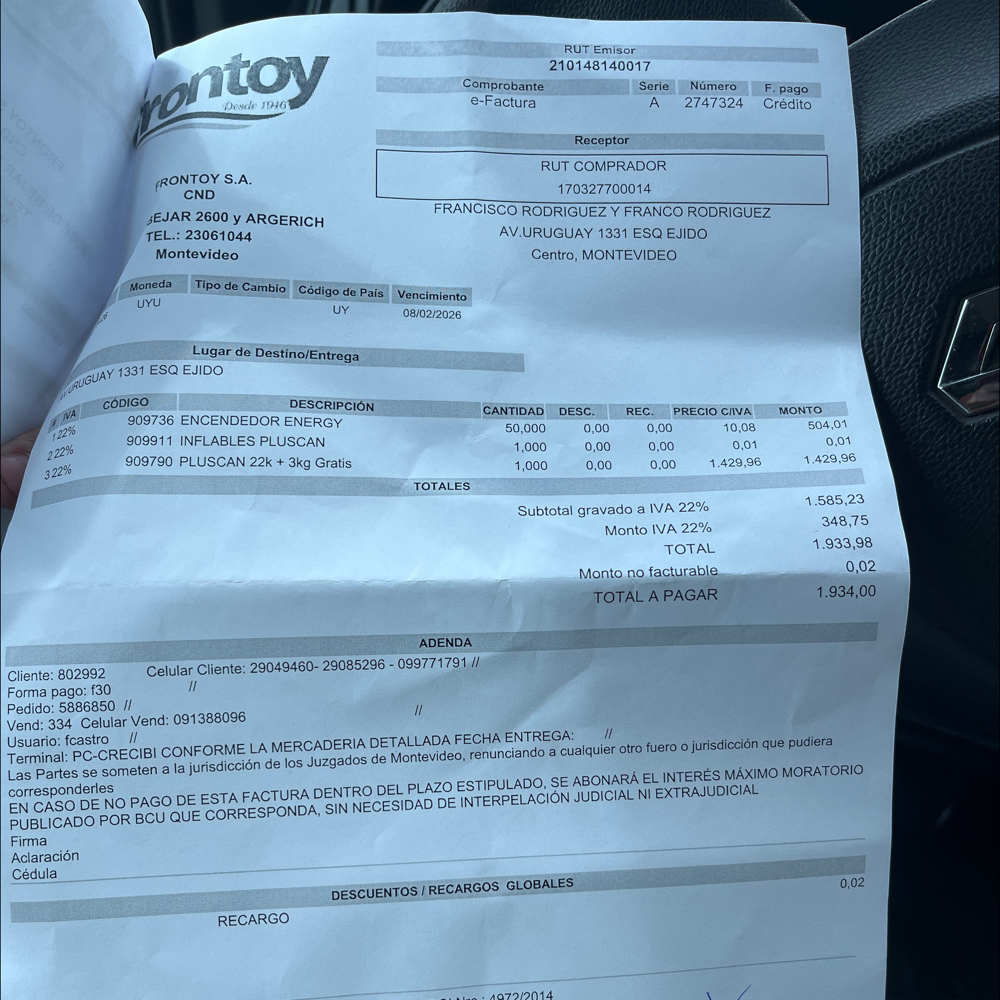 Frontoy
Desde 1946
RUT Emisor
210148140017
Comprobante Serie Número F. pago
e-Factura A 2747324 Crédito
Receptor
RUT COMPRADOR
170327700014
FRANCISCO RODRIGUEZ Y FRANCO RODRIGUEZ
AV.URUGUAY 1331 ESQ EJIDO
Centro, MONTEVIDEO
FRONTOY S.A.
CND
BEJAR 2600 y ARGERICH
TEL.: 23061044
Montevideo
Moneda Tipo de Cambio Código de País Vencimiento
UYU UY 08/02/2026
Lugar de Destino/Entrega
AV.URUGUAY 1331 ESQ EJIDO
# IVA CÓDIGO DESCRIPCIÓN CANTIDAD DESC. REC. PRECIO C/IVA MONTO
1 22% 909736 ENCENDEDOR ENERGY 50,000 0,00 0,00 10,08 504,01
2 22% 909911 INFLABLES PLUSCAN 1,000 0,00 0,00 0,01 0,01
3 22% 909790 PLUSCAN 22k + 3kg Gratis 1,000 0,00 0,00 1.429,96 1.429,96
TOTALES
Subtotal gravado a IVA 22% 1.585,23
Monto IVA 22% 348,75
TOTAL 1.933,98
Monto no facturable 0,02
TOTAL A PAGAR 1.934,00
ADENDA
Cliente: 802992 Celular Cliente: 29049460- 29085296 - 099771791 //
Forma pago: f30 //
Pedido: 5886850 //
Vend: 334 Celular Vend: 091388096 //
Usuario: fcastro //
Terminal: PC-CRECIBI CONFORME LA MERCADERIA DETALLADA FECHA ENTREGA: //
Las Partes se someten a la jurisdicción de los Juzgados de Montevideo, renunciando a cualquier otro fuero o jurisdicción que pudiera
corresponderles
EN CASO DE NO PAGO DE ESTA FACTURA DENTRO DEL PLAZO ESTIPULADO, SE ABONARÁ EL INTERÉS MÁXIMO MORATORIO
PUBLICADO POR BCU QUE CORRESPONDA, SIN NECESIDAD DE INTERPELACIÓN JUDICIAL NI EXTRAJUDICIAL
Firma
Aclaración
Cédula
DESCUENTOS / RECARGOS GLOBALES
RECARGO 0,02
4972/2014